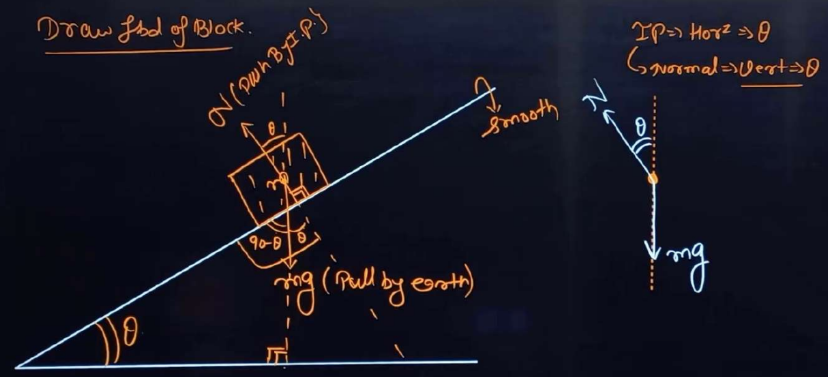 Draw fbd of Block.
N (Push By I.P.)
θ
smooth
m
90-θ θ
mg (Pull by earth)
θ
IP => Horz => θ
↳ Normal => Vert => θ
N
θ
mg